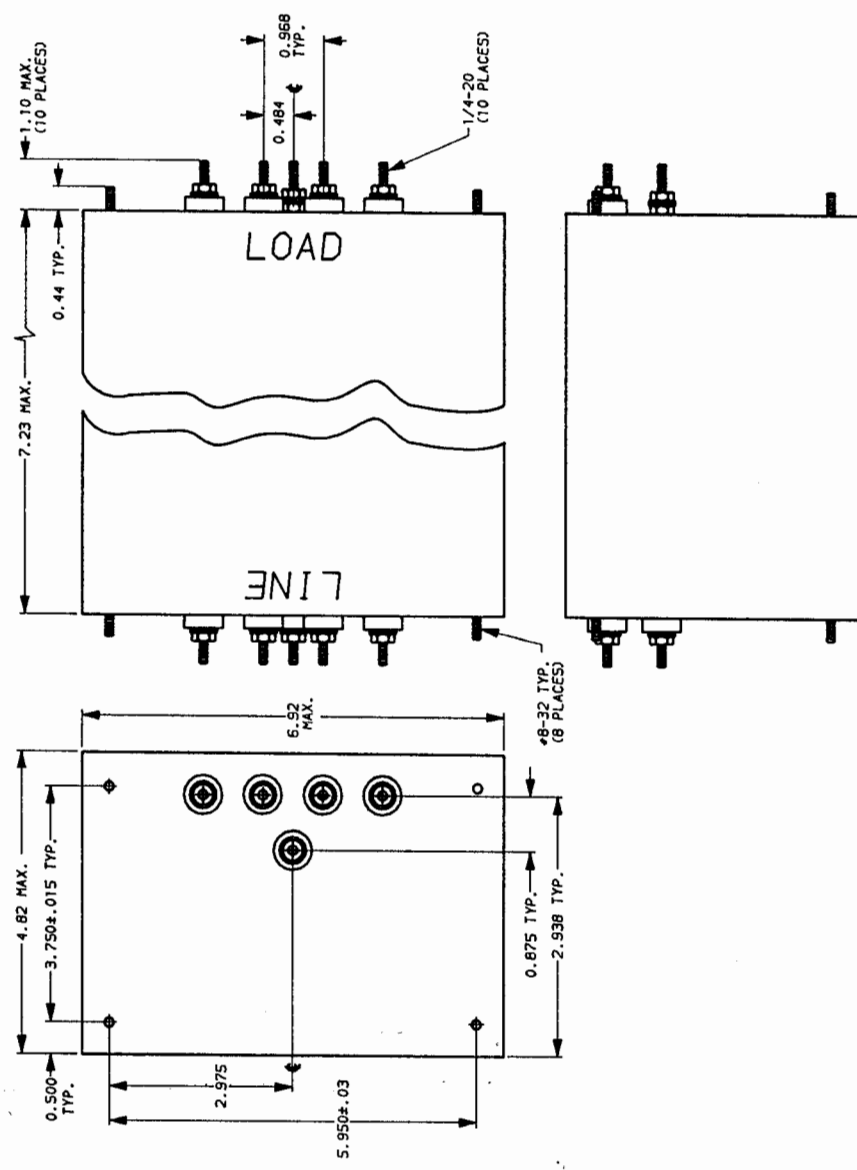 1.10 MAX.
(10 PLACES)
0.44 TYP.
7.23 MAX.
0.968
TYP.
0.484
1/4-20
(10 PLACES)
LOAD
LINE
#8-32 TYP.
(8 PLACES)
4.82 MAX.
3.750±.015 TYP.
0.500
TYP.
6.92
MAX.
2.975
5.950±.03
0.875 TYP.
2.938 TYP.